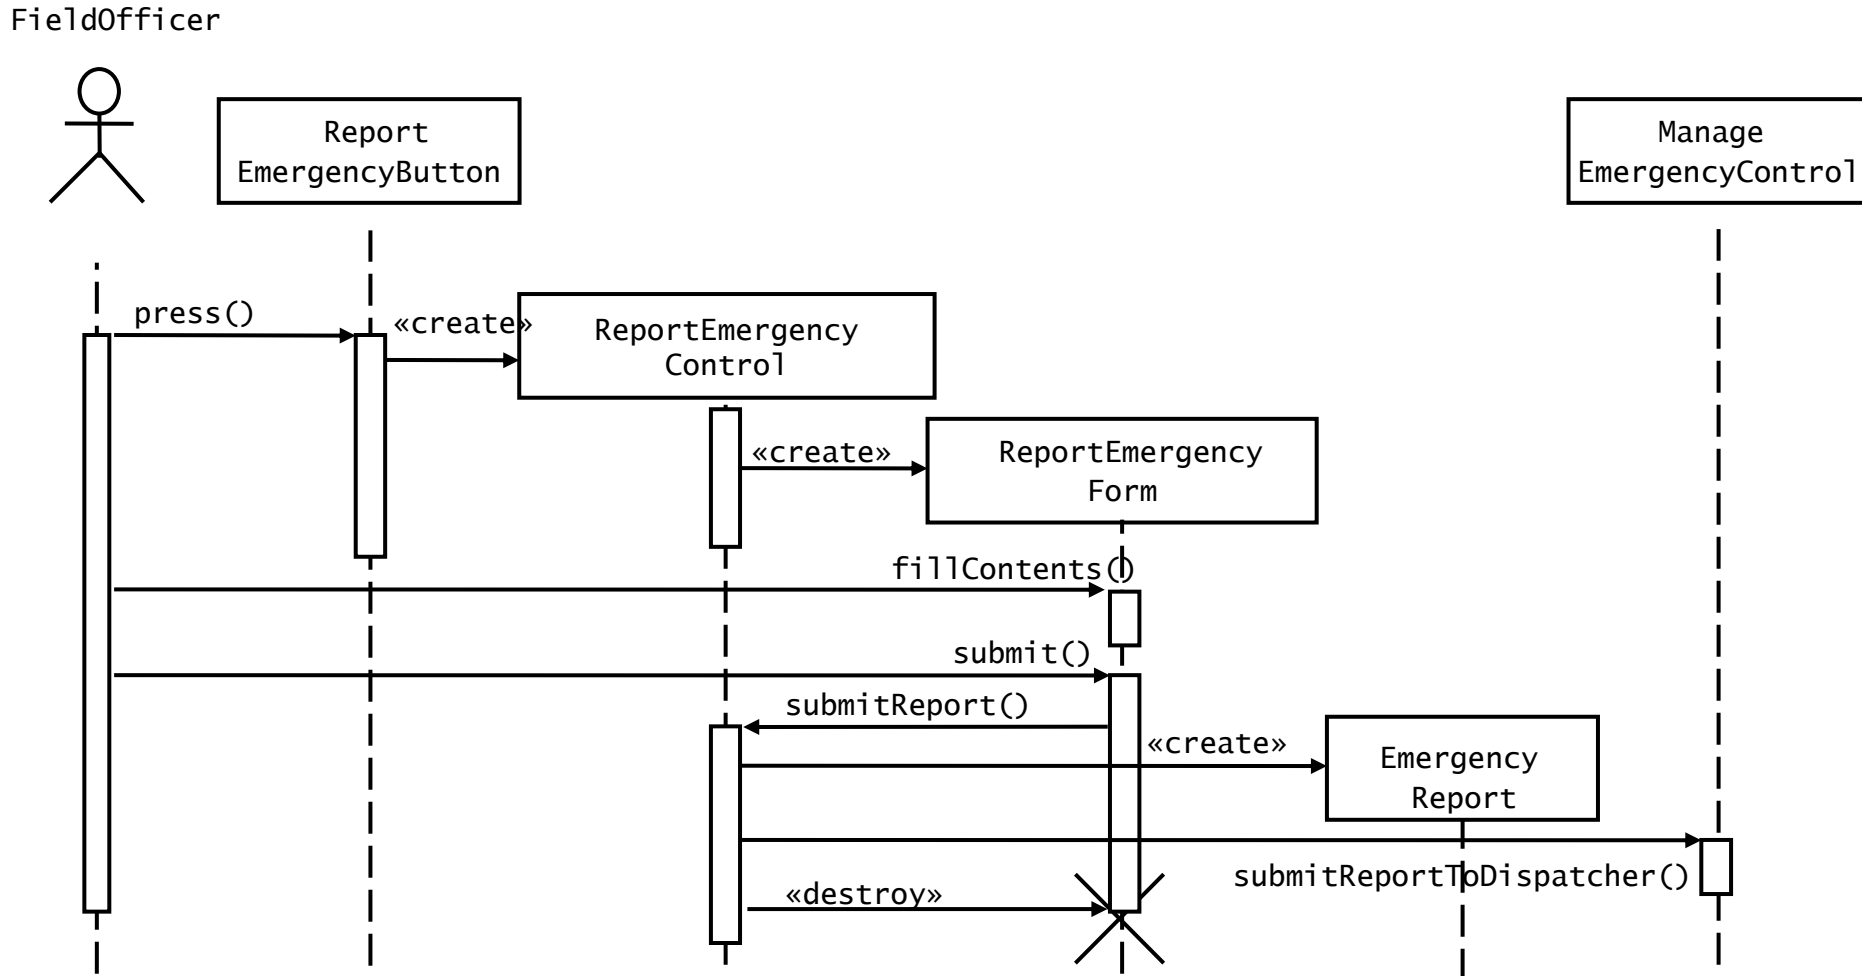 FieldOfficer
Report
EmergencyButton
Manage
EmergencyControl
press()
«create»
ReportEmergency
Control
«create»
ReportEmergency
Form
fillContents()
submit()
submitReport()
«create»
Emergency
Report
submitReportToDispatcher()
«destroy»